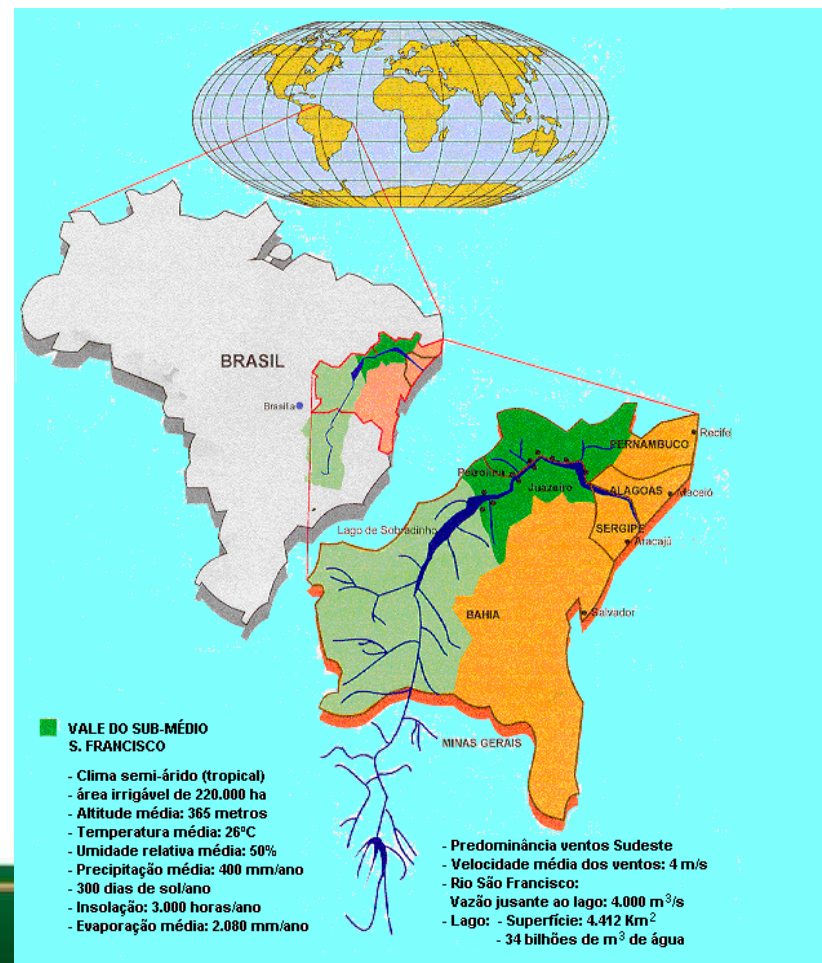 BRASIL
Brasília
PERNAMBUCO
Recife
Petrolina
Juazeiro
ALAGOAS
Maceió
SERGIPE
Lago de Sobradinho
Aracajú
BAHIA
Salvador
MINAS GERAIS
VALE DO SUB-MÉDIO
S. FRANCISCO
- Clima semi-árido (tropical)
- área irrigável de 220.000 ha
- Altitude média: 365 metros
- Temperatura média: 26ºC
- Umidade relativa média: 50%
- Precipitação média: 400 mm/ano
- 300 dias de sol/ano
- Insolação: 3.000 horas/ano
- Evaporação média: 2.080 mm/ano
- Predominância ventos Sudeste
- Velocidade média dos ventos: 4 m/s
- Rio São Francisco:
Vazão jusante ao lago: 4.000 m³/s
- Lago: - Superfície: 4.412 Km²
- 34 bilhões de m³ de água